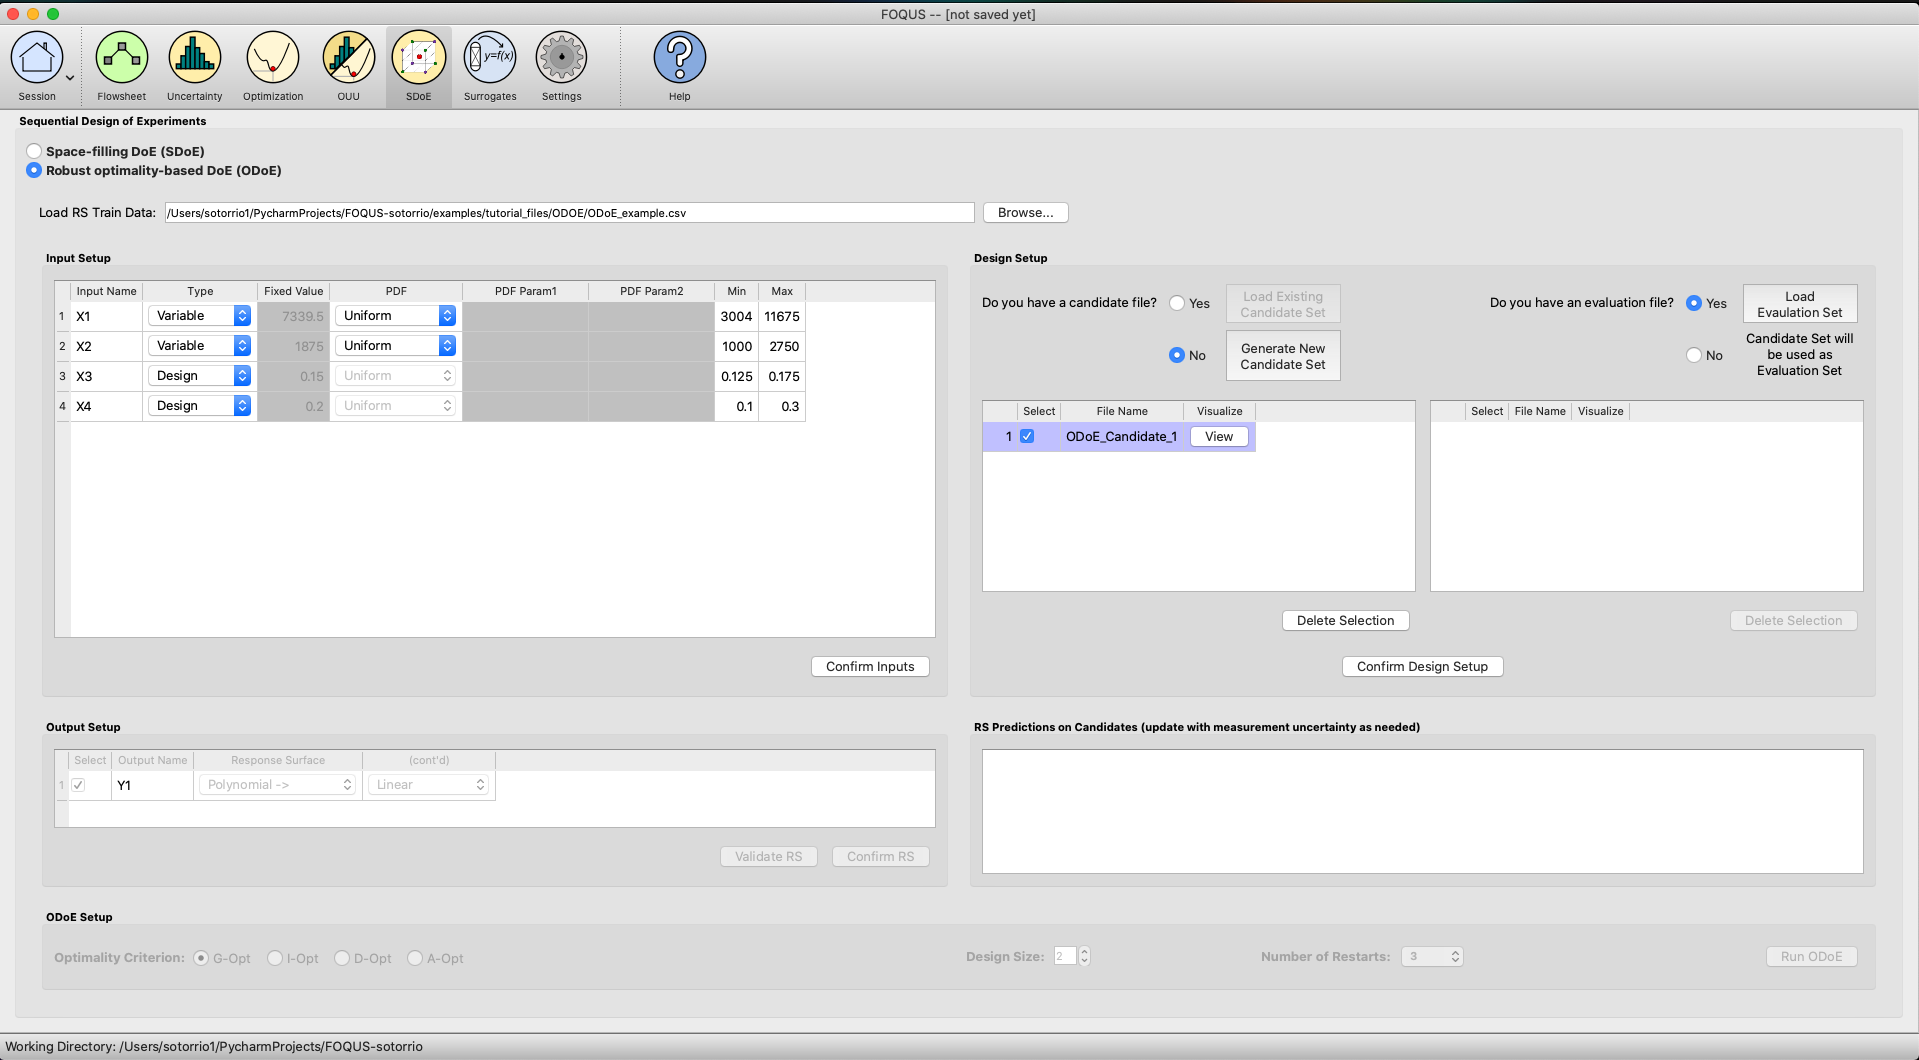 FOQUS -- [not saved yet]
Session
Flowsheet
Uncertainty
Optimization
OUU
SDoE
y=f(x)
Surrogates
Settings
?
Help
Sequential Design of Experiments
Space-filling DoE (SDoE)
Robust optimality-based DoE (ODoE)
Load RS Train Data: /Users/sotorrio1/PycharmProjects/FOQUS-sotorrio/examples/tutorial_files/ODOE/ODoE_example.csv Browse...
Input Setup
Input Name Type Fixed Value PDF PDF Param1 PDF Param2 Min Max
1 X1 Variable 7339.5 Uniform 3004 11675
2 X2 Variable 1875 Uniform 1000 2750
3 X3 Design 0.15 Uniform 0.125 0.175
4 X4 Design 0.2 Uniform 0.1 0.3
Confirm Inputs
Design Setup
Do you have a candidate file? Yes
Load Existing
Candidate Set
No
Generate New
Candidate Set
Do you have an evaluation file? Yes
Load
Evaulation Set
No
Candidate Set will
be used as
Evaluation Set
Select File Name Visualize
1 ODoE_Candidate_1 View
Select File Name Visualize
Delete Selection
Delete Selection
Confirm Design Setup
Output Setup
Select Output Name Response Surface (cont'd)
1 Y1 Polynomial -> Linear
Validate RS Confirm RS
RS Predictions on Candidates (update with measurement uncertainty as needed)
ODoE Setup
Optimality Criterion: G-Opt I-Opt D-Opt A-Opt Design Size: 2 Number of Restarts: 3 Run ODoE
Working Directory: /Users/sotorrio1/PycharmProjects/FOQUS-sotorrio